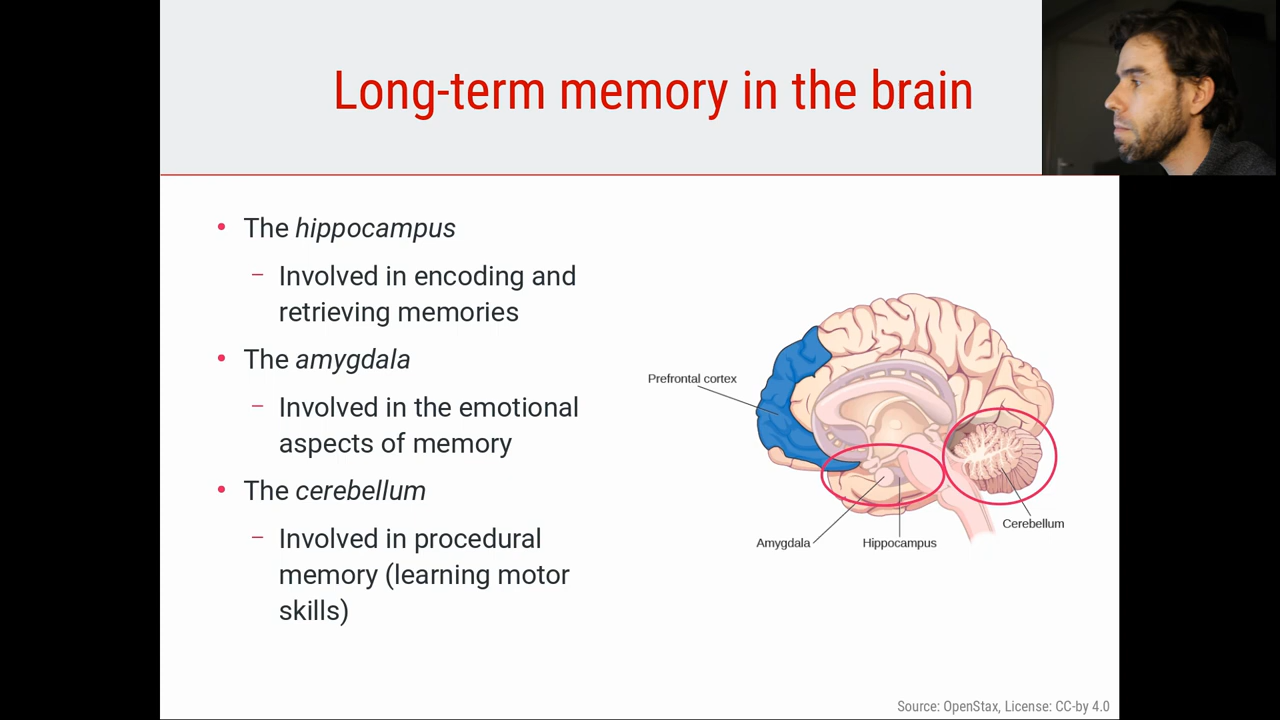 Long-term memory in the brain
• The hippocampus
– Involved in encoding and
retrieving memories
• The amygdala
– Involved in the emotional
aspects of memory
• The cerebellum
– Involved in procedural
memory (learning motor
skills)
Prefrontal cortex
Amygdala
Hippocampus
Cerebellum
Source: OpenStax, License: CC-by 4.0